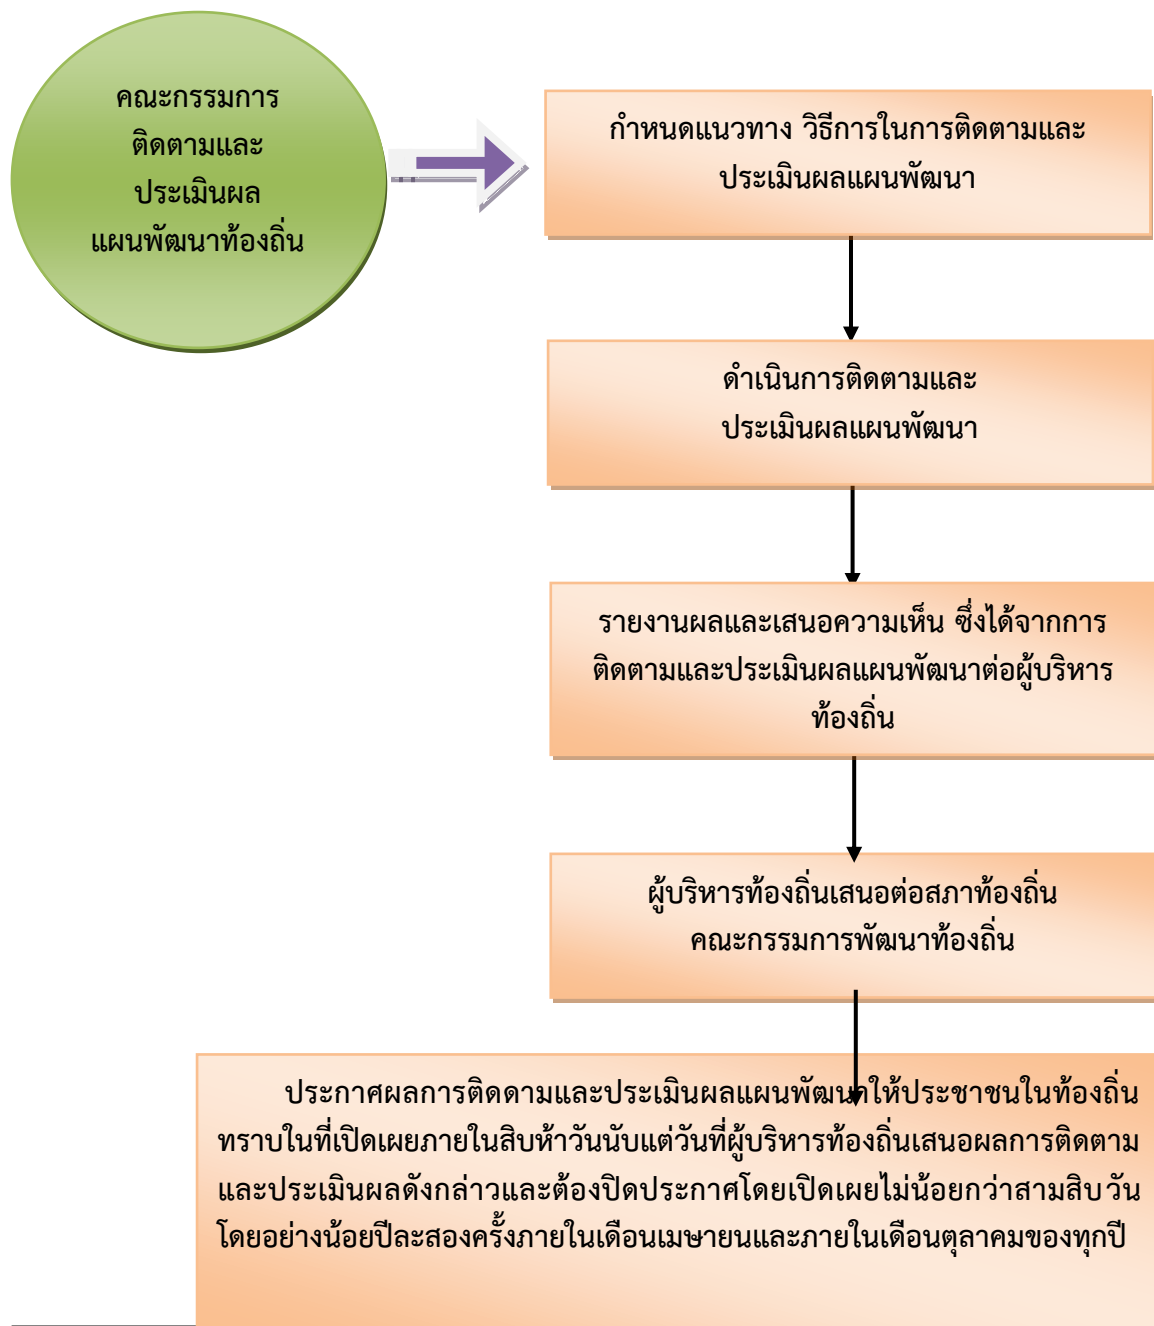 คณะกรรมการ
ติดตามและ
ประเมินผล
แผนพัฒนาท้องถิ่น
กำหนดแนวทาง วิธีการในการติดตามและ
ประเมินผลแผนพัฒนา
ดำเนินการติดตามและ
ประเมินผลแผนพัฒนา
รายงานผลและเสนอความเห็น ซึ่งได้จากการ
ติดตามและประเมินผลแผนพัฒนาต่อผู้บริหาร
ท้องถิ่น
ผู้บริหารท้องถิ่นเสนอต่อสภาท้องถิ่น
คณะกรรมการพัฒนาท้องถิ่น
ประกาศผลการติดดามและประเมินผลแผนพัฒนาให้ประชาชนในท้องถิ่น
ทราบในที่เปิดเผยภายในสิบห้าวันนับแต่วันที่ผู้บริหารท้องถิ่นเสนอผลการติดตาม
และประเมินผลดังกล่าวและต้องปิดประกาศโดยเปิดเผยไม่น้อยกว่าสามสิบวัน
โดยอย่างน้อยปีละสองครั้งภายในเดือนเมษายนและภายในเดือนตุลาคมของทุกปี